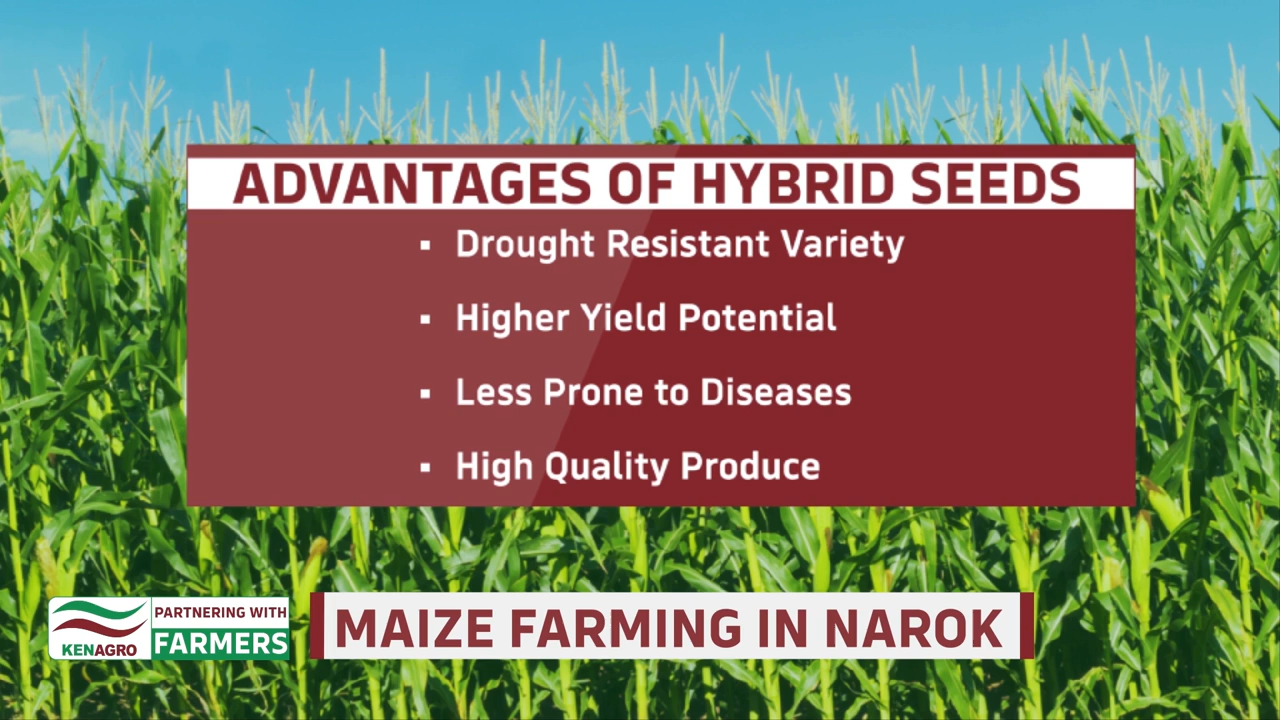 ADVANTAGES OF HYBRID SEEDS
▪ Drought Resistant Variety
▪ Higher Yield Potential
▪ Less Prone to Diseases
▪ High Quality Produce
KENAGRO
PARTNERING WITH
FARMERS
MAIZE FARMING IN NAROK